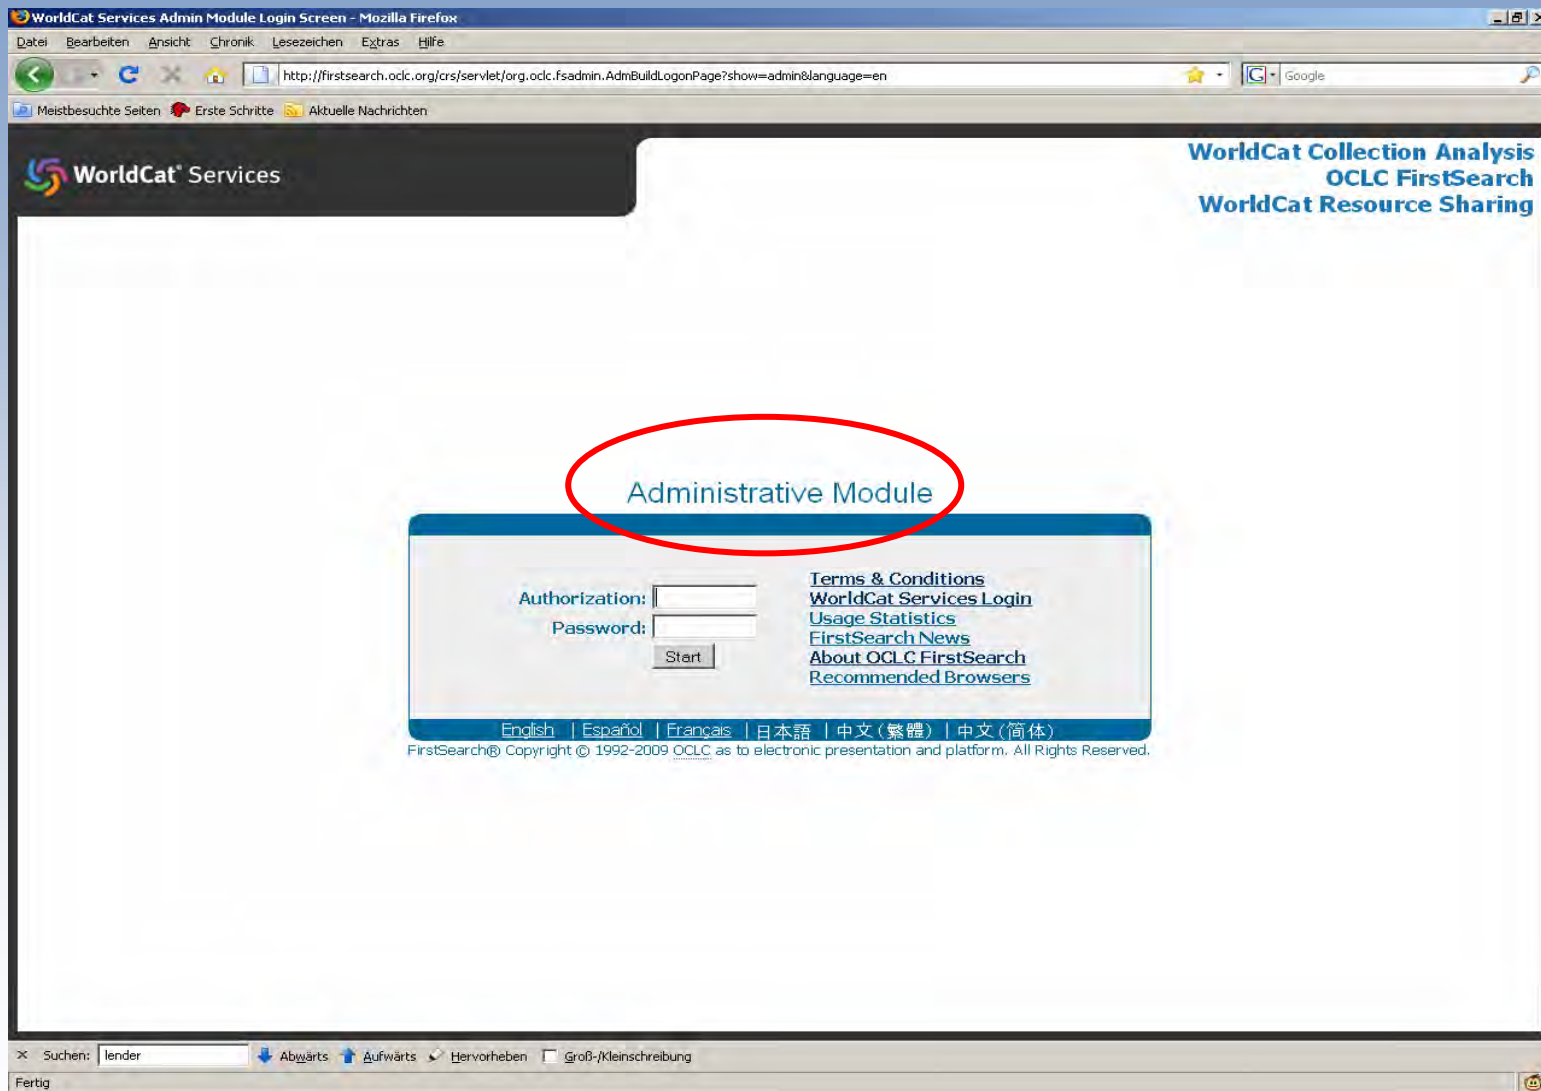 WorldCat Services Admin Module Login Screen - Mozilla Firefox
Datei Bearbeiten Ansicht Chronik Lesezeichen Extras Hilfe
http://firstsearch.oclc.org/crs/servlet/org.oclc.fsadmin.AdmBuildLogonPage?show=admin&language=en
G Google
Meistbesuchte Seiten Erste Schritte Aktuelle Nachrichten
WorldCat® Services
WorldCat Collection Analysis
OCLC FirstSearch
WorldCat Resource Sharing
Administrative Module
Authorization:
Password:
Start
Terms & Conditions
WorldCat Services Login
Usage Statistics
FirstSearch News
About OCLC FirstSearch
Recommended Browsers
English | Español | Français | 日本語 | 中文(繁體) | 中文(简体)
FirstSearch® Copyright © 1992-2009 OCLC as to electronic presentation and platform. All Rights Reserved.
Suchen: lender Abwärts Aufwärts Hervorheben Groß-/Kleinschreibung
Fertig